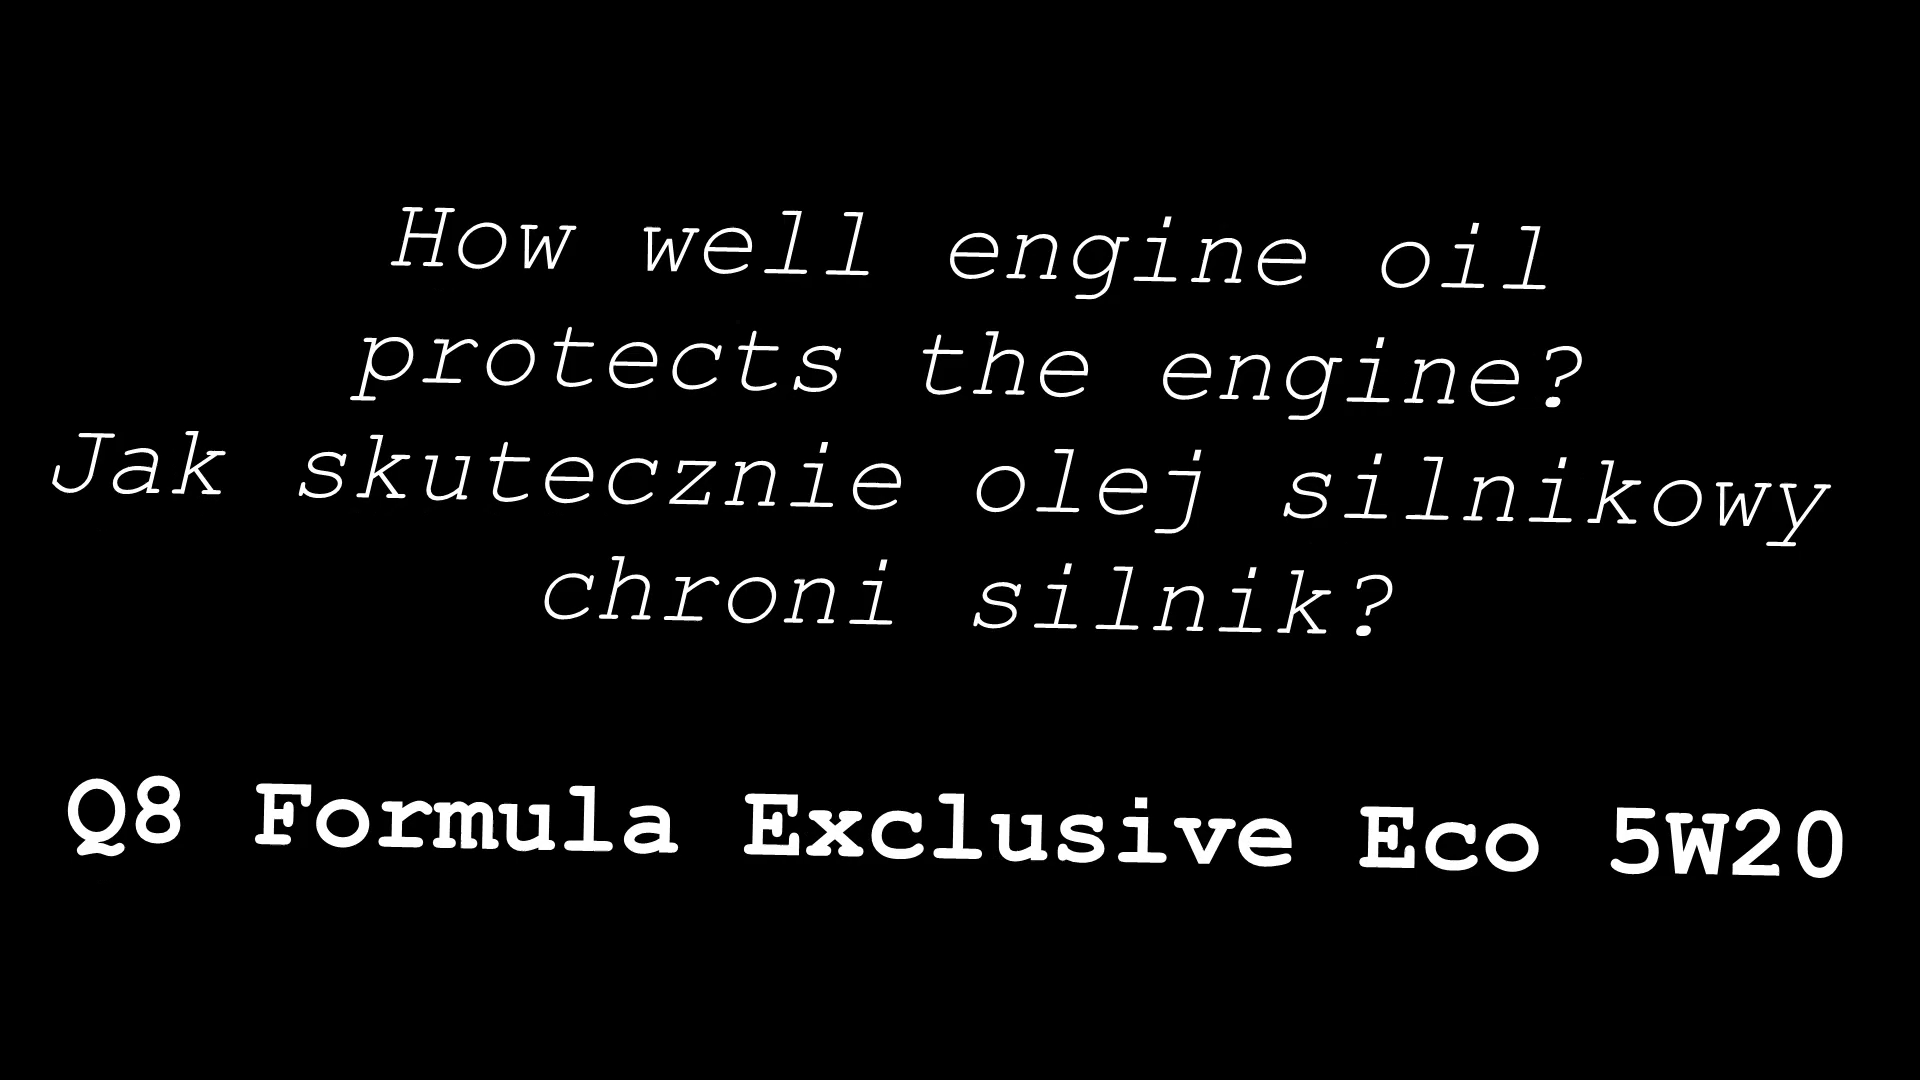 How well engine oil
protects the engine?
Jak skutecznie olej silnikowy
chroni silnik?
Q8 Formula Exclusive Eco 5W20